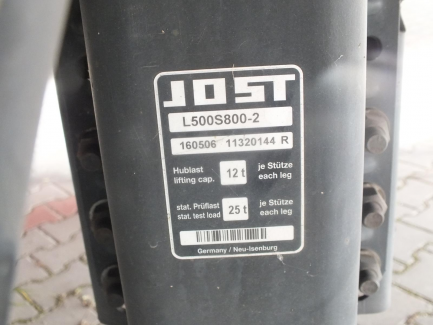 JOST
L500S800-2
160506 11320144 R
Hublast 12 t je Stütze
lifting cap. each leg
stat. Prüflast 25 t je Stütze
stat. test load each leg
Germany / Neu-Isenburg